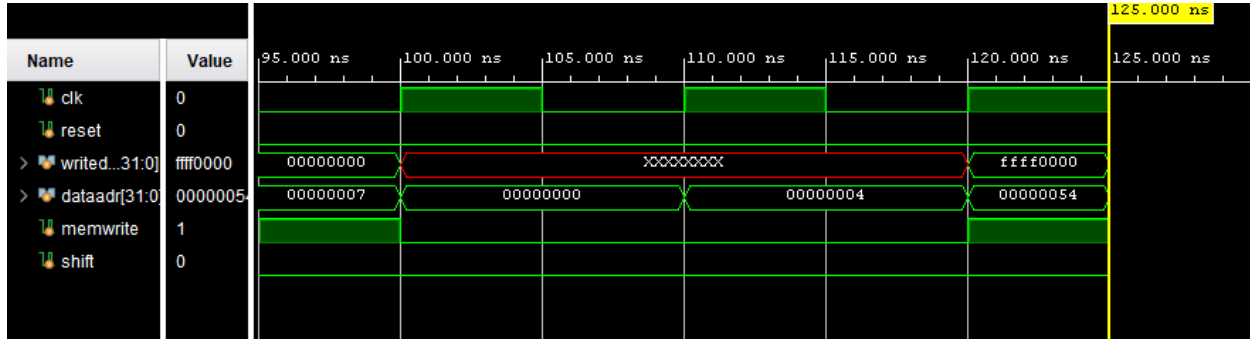 125.000 ns
Name Value 95.000 ns 100.000 ns 105.000 ns 110.000 ns 115.000 ns 120.000 ns 125.000 ns
clk 0
reset 0
writed...31:0] ffff0000 00000000 XXXXXXXX ffff0000
dataadr[31:0] 00000054 00000007 00000000 00000004 00000054
memwrite 1
shift 0